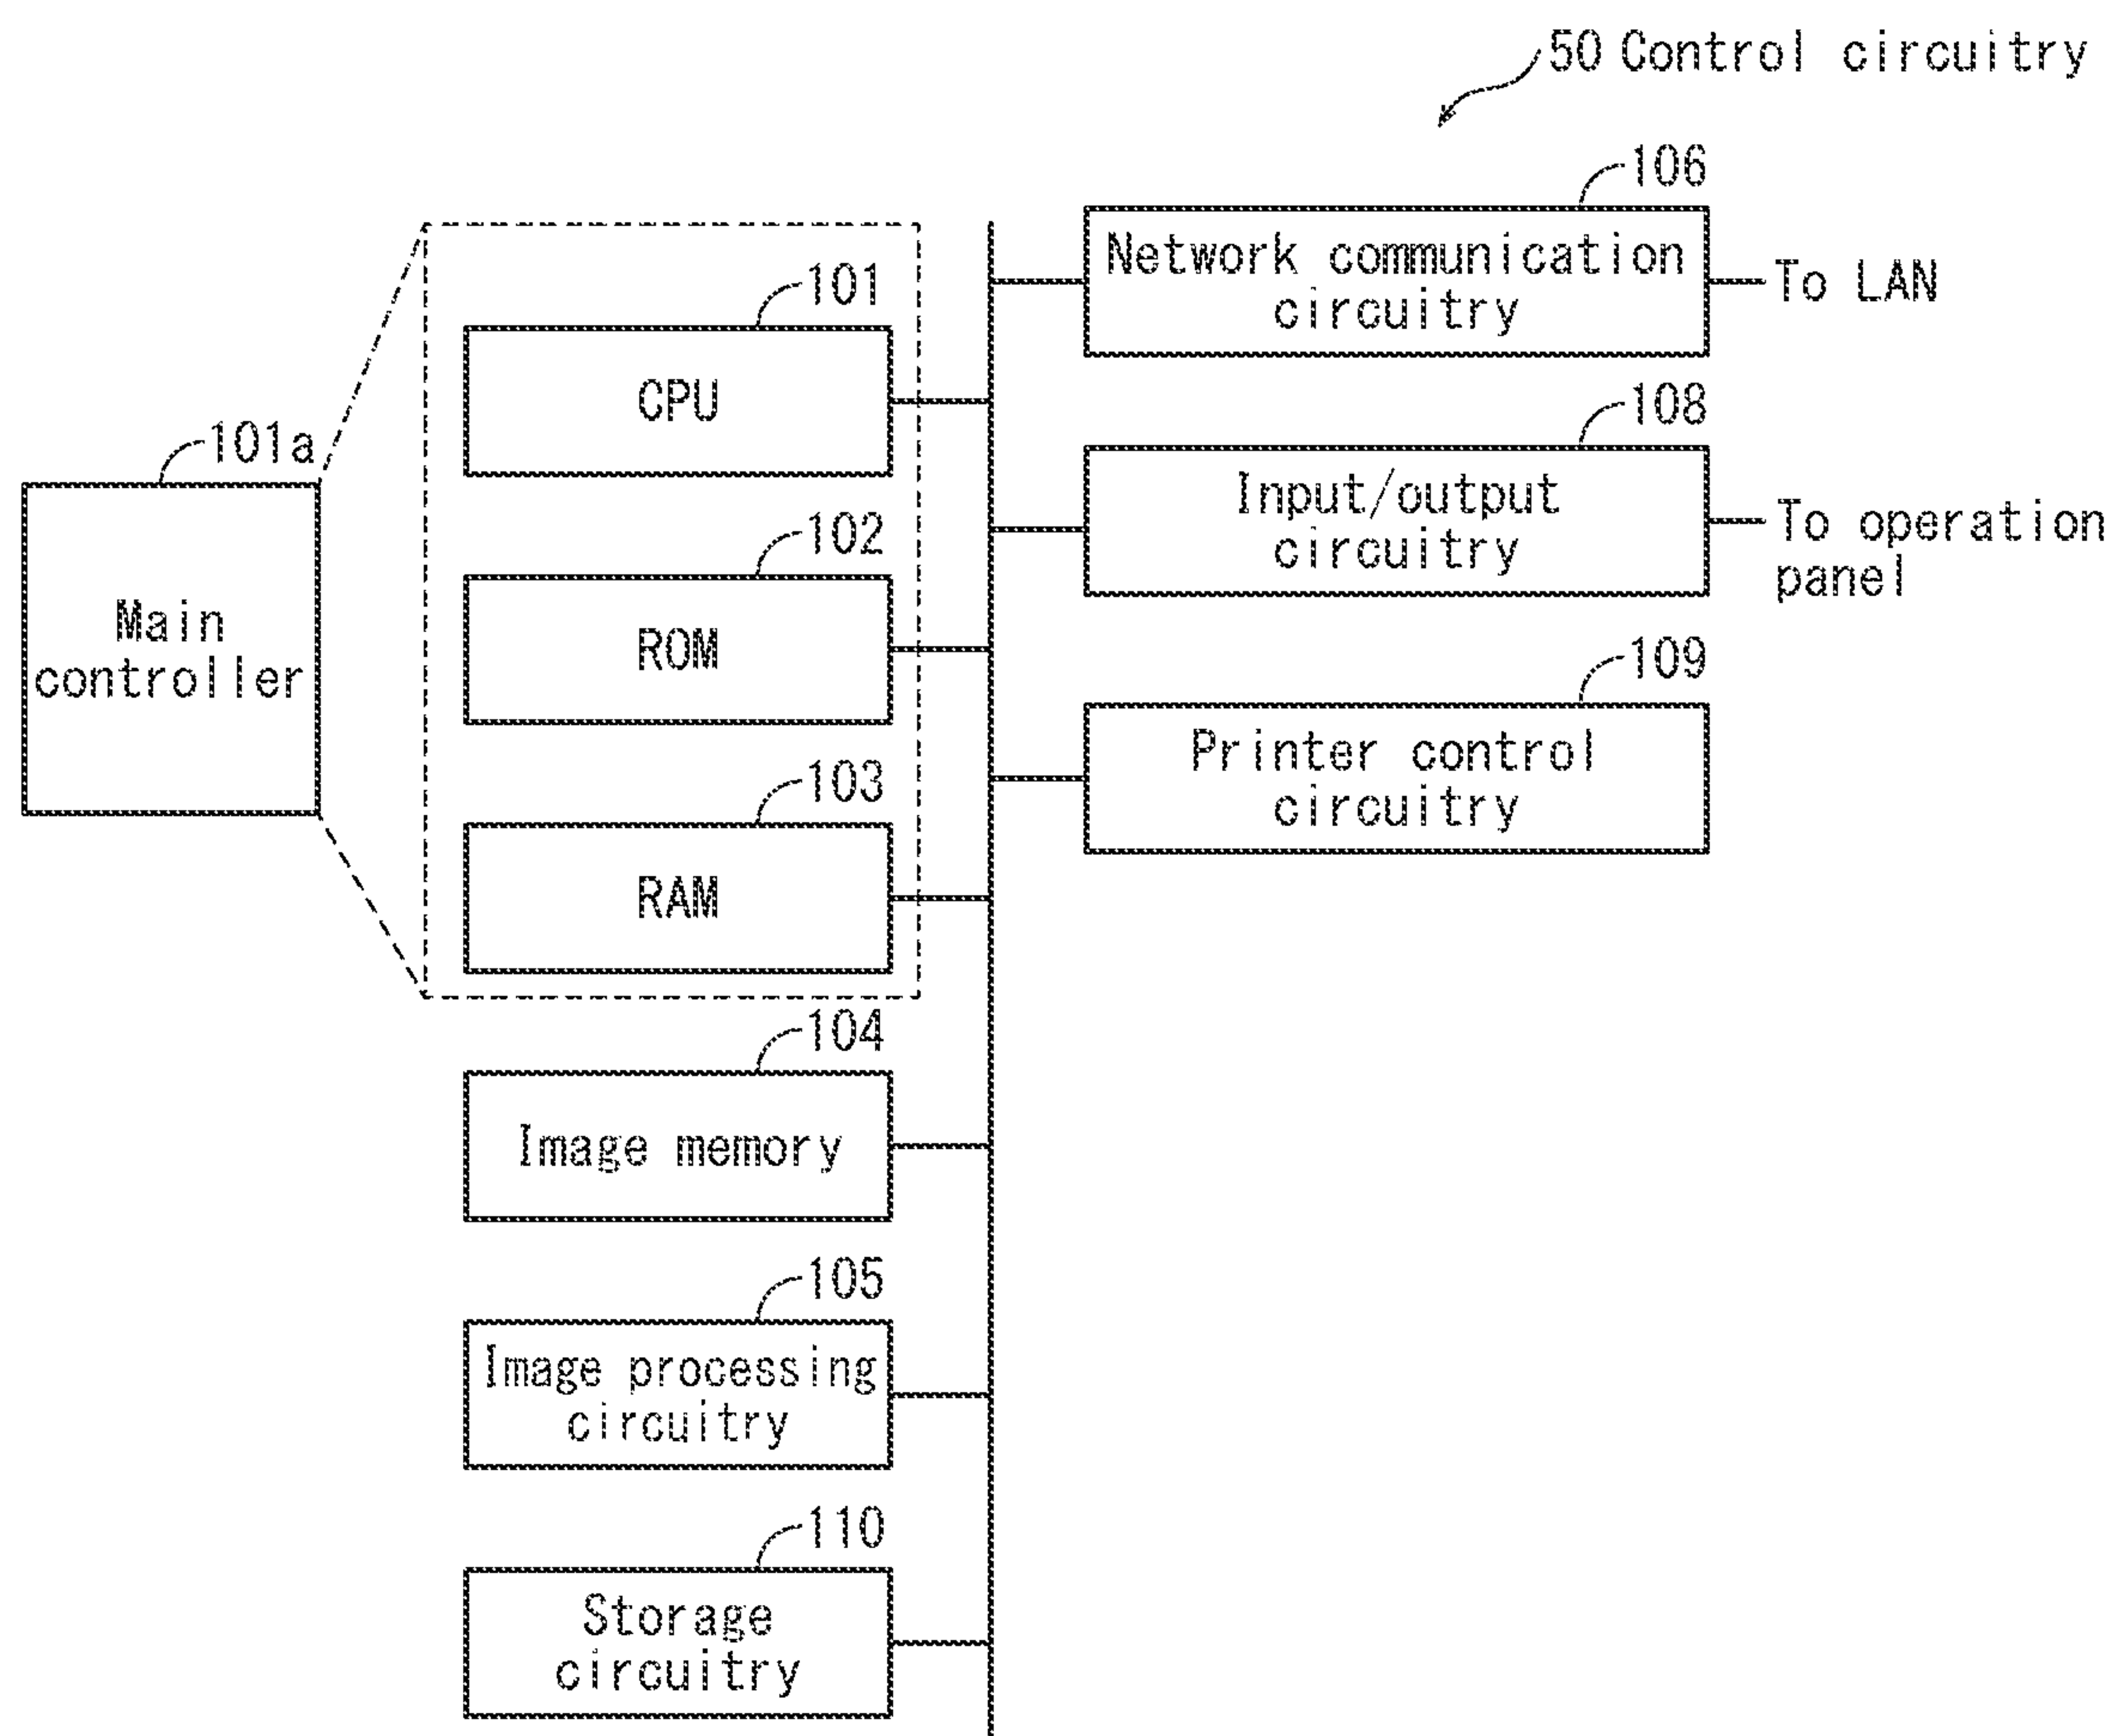 50 Control circuitry
106
Network communication
circuitry
To LAN
101
CPU
108
Input/output
circuitry
To operation
panel
101a
Main
controller
102
ROM
109
Printer control
circuitry
103
RAM
104
Image memory
105
Image processing
circuitry
110
Storage
circuitry